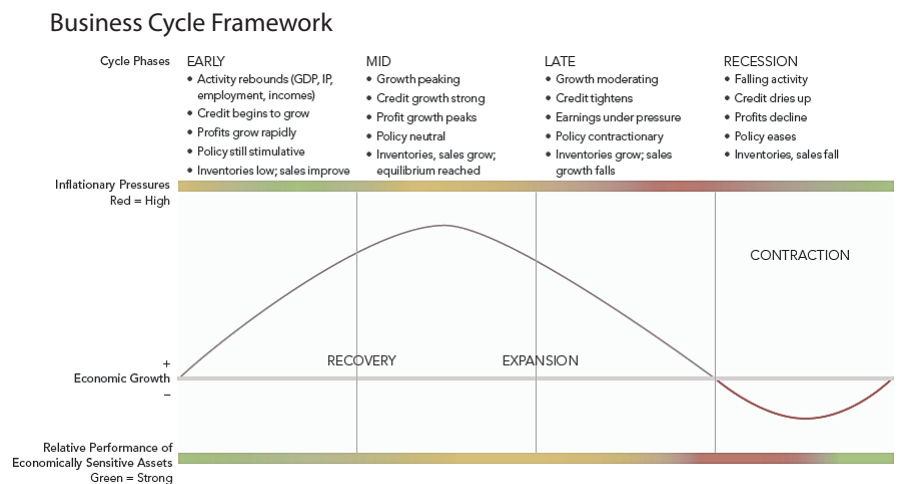 Business Cycle Framework
Cycle Phases
EARLY
• Activity rebounds (GDP, IP,
employment, incomes)
• Credit begins to grow
• Profits grow rapidly
• Policy still stimulative
• Inventories low; sales improve
MID
• Growth peaking
• Credit growth strong
• Profit growth peaks
• Policy neutral
• Inventories, sales grow;
equilibrium reached
LATE
• Growth moderating
• Credit tightens
• Earnings under pressure
• Policy contractionary
• Inventories grow; sales
growth falls
RECESSION
• Falling activity
• Credit dries up
• Profits decline
• Policy eases
• Inventories, sales fall
Inflationary Pressures
Red = High
CONTRACTION
RECOVERY
EXPANSION
+
Economic Growth
–
Relative Performance of
Economically Sensitive Assets
Green = Strong